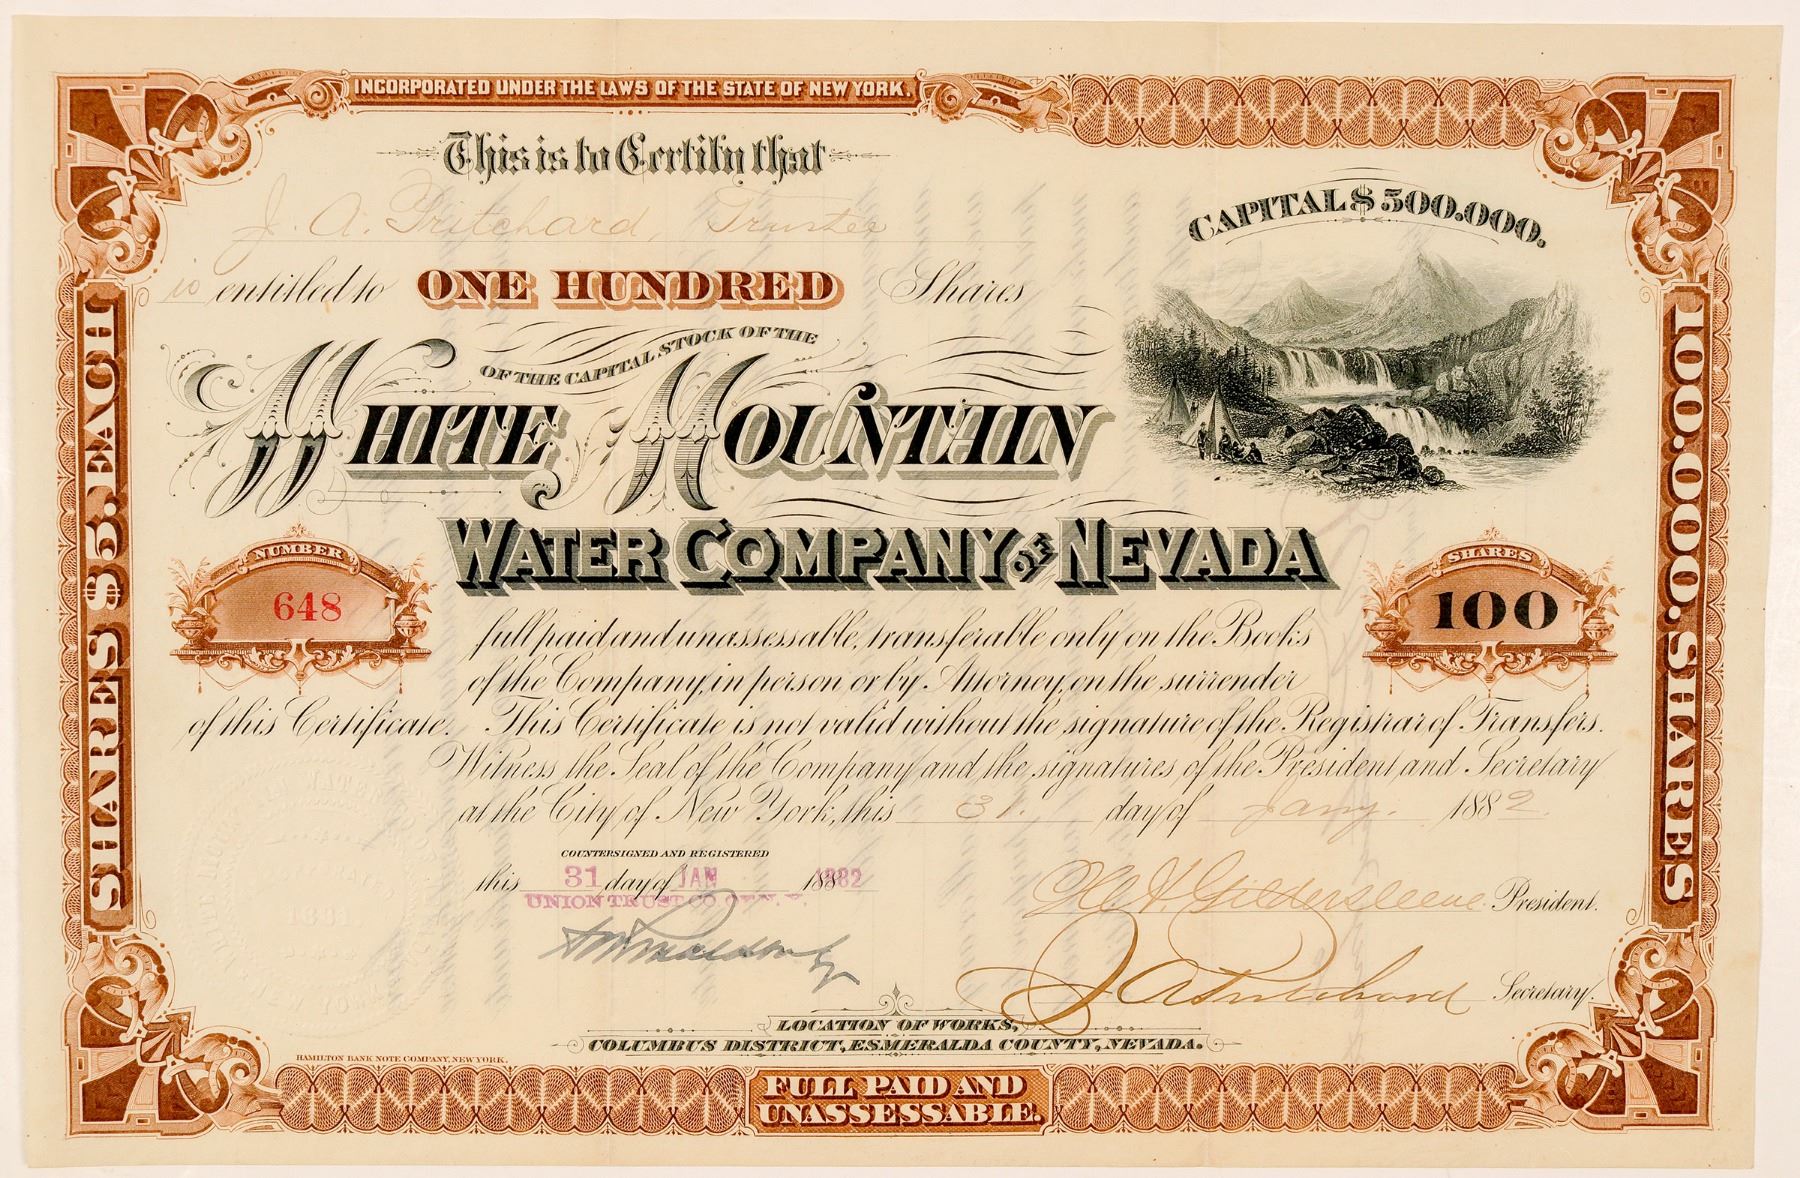 INCORPORATED UNDER THE LAWS OF THE STATE OF NEW YORK.
This is to Certify that
J. A. Pritchard, Trustee
is entitled to ONE HUNDRED Shares
OF THE CAPITAL STOCK OF THE
CAPITAL $500.000.
WHITE MOUNTAIN
WATER COMPANY OF NEVADA
NUMBER
648
SHARES
100
full paid and unassessable, transferable only on the Books
of the Company, in person or by Attorney, on the surrender
of this Certificate. This Certificate is not valid without the signature of the Registrar of Transfers.
Witness the Seal of the Company and the signatures of the President and Secretary
at the City of New York, this 31. day of Jany. 1882.
COUNTERSIGNED AND REGISTERED
this 31 day of JAN 188 1882
UNION TRUST CO. OF N.Y.
H. Gildersleeve President.
J A Pritchard Secretary.
LOCATION OF WORKS,
COLUMBUS DISTRICT, ESMERALDA COUNTY, NEVADA.
HAMILTON BANK NOTE COMPANY, NEW YORK.
FULL PAID AND
UNASSESSABLE.
SHARES $5. EACH
100.000. SHARES
1881